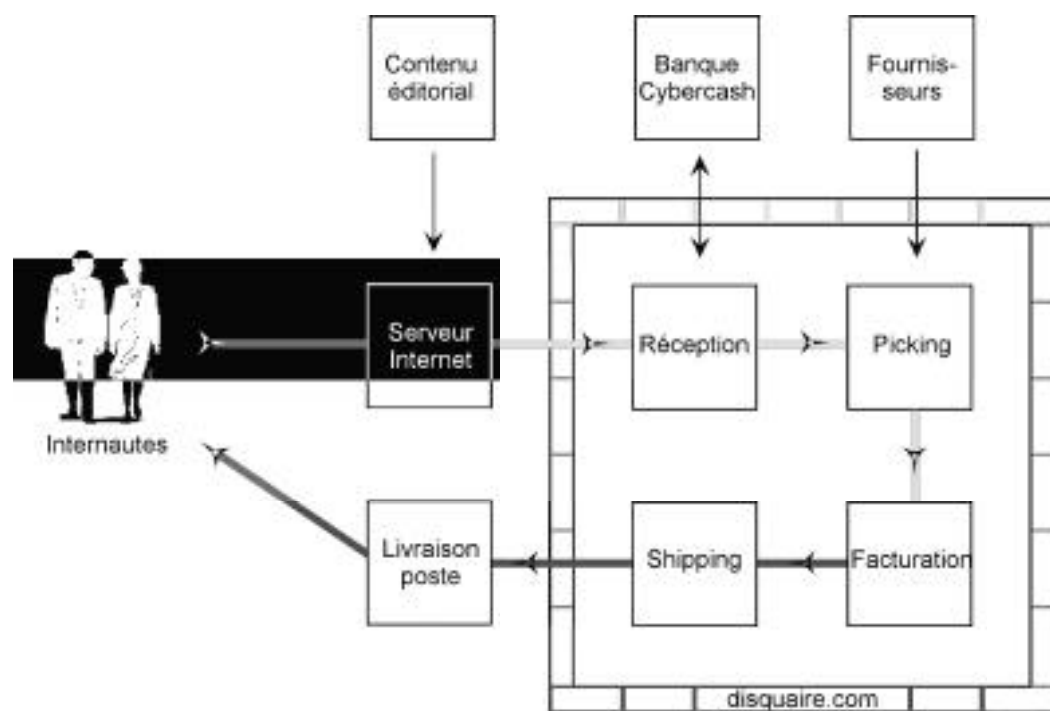 Contenu
éditorial
Banque
Cybercash
Fournis-
seurs
Serveur
Internet
Réception
Picking
Internautes
Livraison
poste
Shipping
Facturation
disquaire.com